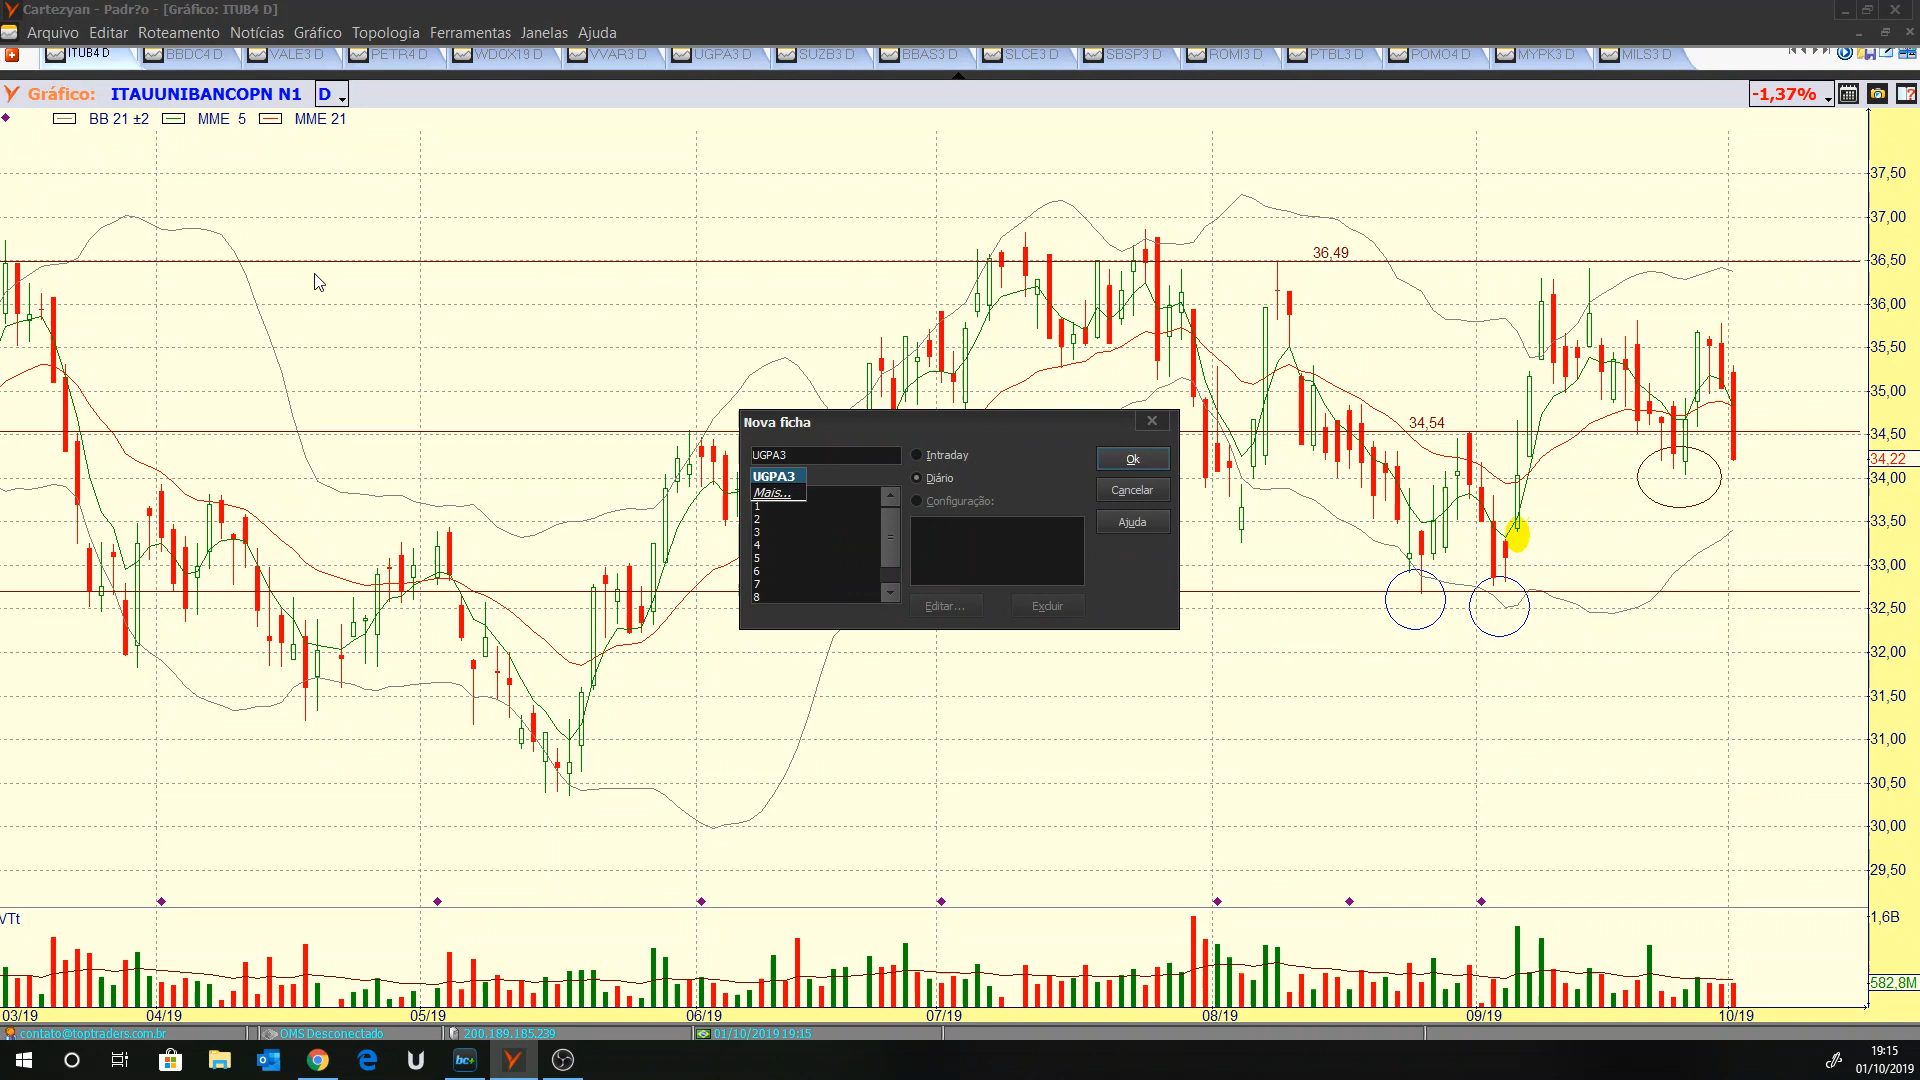 Cartezyan - Padr?o - [Gráfico: ITUB4 D]
Arquivo Editar Roteamento Notícias Gráfico Topologia Ferramentas Janelas Ajuda
ITUB4 D BBDC4 D VALE3 D PETR4 D WDOX19 D VVAR3 D UGPA3 D SUZB3 D BBAS3 D SLCE3 D SBSP3 D ROMI3 D PTBL3 D POMO4 D MYPK3 D MILS3 D
Gráfico: ITAUUNIBANCOPN N1 D -1,37%
BB 21 ±2 MME 5 MME 21
37,50
37,00
36,49
36,50
36,00
35,50
35,00
34,54
34,50
34,22
34,00
33,50
33,00
32,50
32,00
31,50
31,00
30,50
30,00
29,50
Nova ficha
UGPA3
UGPA3
Mais...
1
2
3
4
5
6
7
8
Intraday
Diário
Configuração:
Editar...
Excluir
Ok
Cancelar
Ajuda
VTt
1,6B
582,8M
03/19 04/19 05/19 06/19 07/19 08/19 09/19 10/19
contato@toptraders.com.br OMS Desconectado 200.189.185.239 01/10/2019 19:15
bc+
19:15
01/10/2019